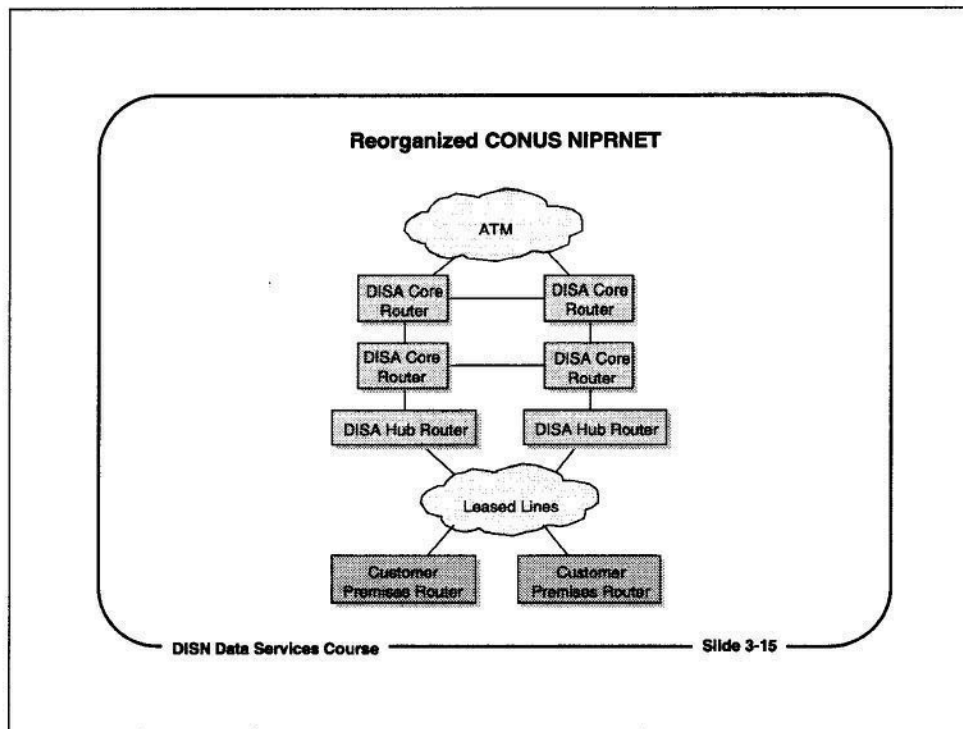 Reorganized CONUS NIPRNET
ATM
DISA Core
Router
DISA Core
Router
DISA Core
Router
DISA Core
Router
DISA Hub Router
DISA Hub Router
Leased Lines
Customer
Premises Router
Customer
Premises Router
DISN Data Services Course
Slide 3-15